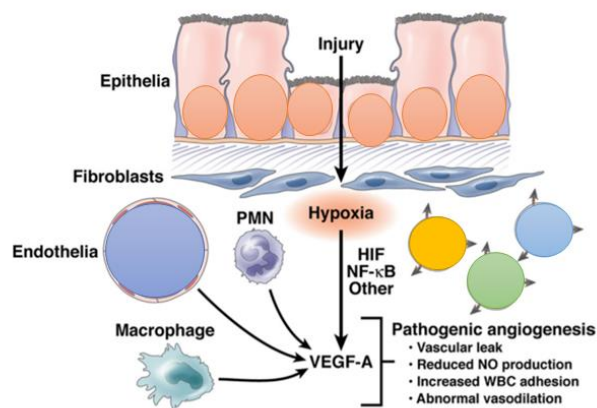 Injury
Epithelia
Fibroblasts
PMN
Hypoxia
Endothelia
HIF
NF-κB
Other
Macrophage
VEGF-A
Pathogenic angiogenesis
· Vascular leak
· Reduced NO production
· Increased WBC adhesion
· Abnormal vasodilation